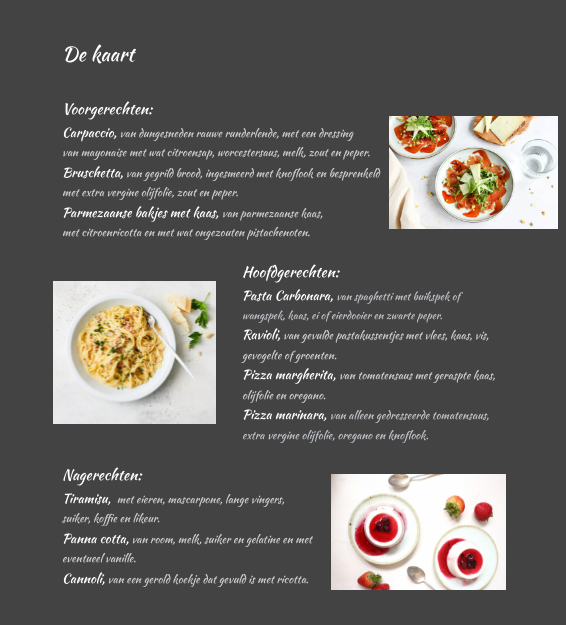 De kaart
Voorgerechten:
Carpaccio, van dungesneden rauwe runderlende, met een dressing
van mayonaise met wat citroensap, worcestersaus, melk, zout en peper.
Bruschetta, van gegrild brood, ingesmeerd met knoflook en besprenkeld
met extra vergine olijfolie, zout en peper.
Parmezaanse bakjes met kaas, van parmezaanse kaas,
met citroenricotta en met wat ongezouten pistachenoten.
Hoofdgerechten:
Pasta Carbonara, van spaghetti met buikspek of
wangspek, kaas, ei of eierdooier en zwarte peper.
Ravioli, van gevulde pastakussentjes met vlees, kaas, vis,
gevogelte of groenten.
Pizza margherita, van tomatensaus met geraspte kaas,
olijfolie en oregano.
Pizza marinara, van alleen gedresseerde tomatensaus,
extra vergine olijfolie, oregano en knoflook.
Nagerechten:
Tiramisu, met eieren, mascarpone, lange vingers,
suiker, koffie en likeur.
Panna cotta, van room, melk, suiker en gelatine en met
eventueel vanille.
Cannoli, van een gerold koekje dat gevuld is met ricotta.